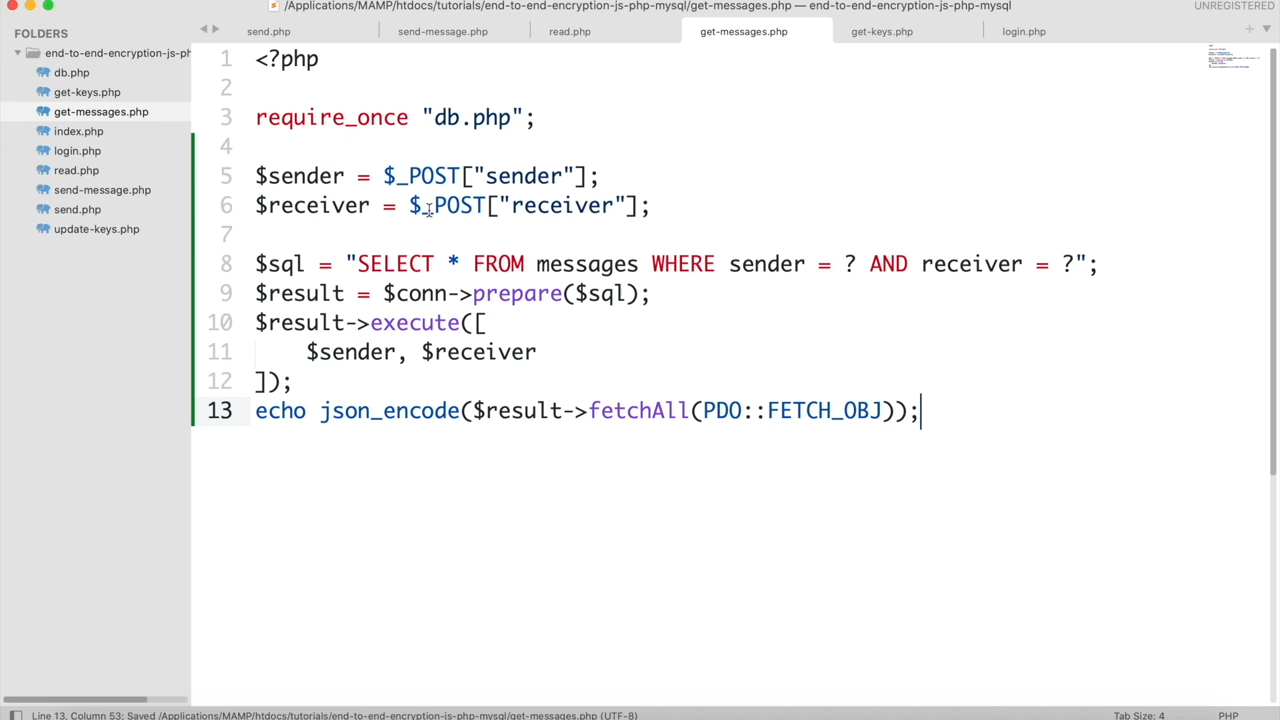 /Applications/MAMP/htdocs/tutorials/end-to-end-encryption-js-php-mysql/get-messages.php — end-to-end-encryption-js-php-mysql
UNREGISTERED
FOLDERS
end-to-end-encryption-js-ph
db.php
get-keys.php
get-messages.php
index.php
login.php
read.php
send-message.php
send.php
update-keys.php
send.php
send-message.php
read.php
get-messages.php
get-keys.php
login.php
1 <?php
2
3 require_once "db.php";
4
5 $sender = $_POST["sender"];
6 $receiver = $_POST["receiver"];
7
8 $sql = "SELECT * FROM messages WHERE sender = ? AND receiver = ?";
9 $result = $conn->prepare($sql);
10 $result->execute([
11 $sender, $receiver
12 ]);
13 echo json_encode($result->fetchAll(PDO::FETCH_OBJ));
Line 13, Column 53; Saved /Applications/MAMP/htdocs/tutorials/end-to-end-encryption-js-php-mysql/get-messages.php (UTF-8)
Tab Size: 4
PHP